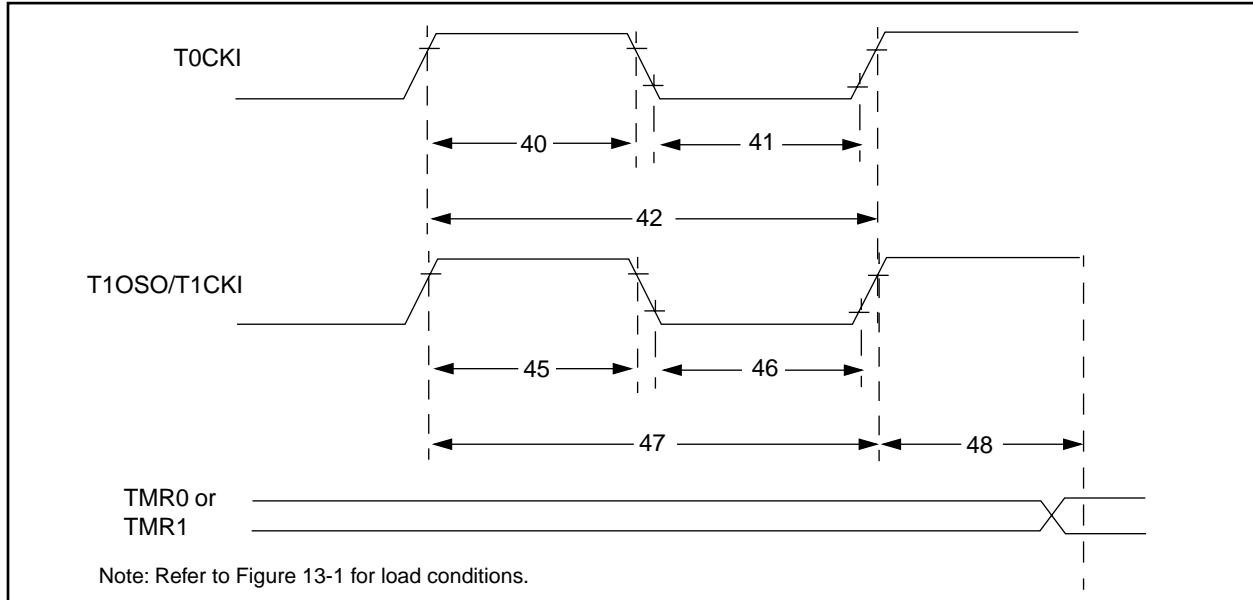 T0CKI
40
41
42
T1OSO/T1CKI
45
46
47
48
TMR0 or
TMR1
Note: Refer to Figure 13-1 for load conditions.